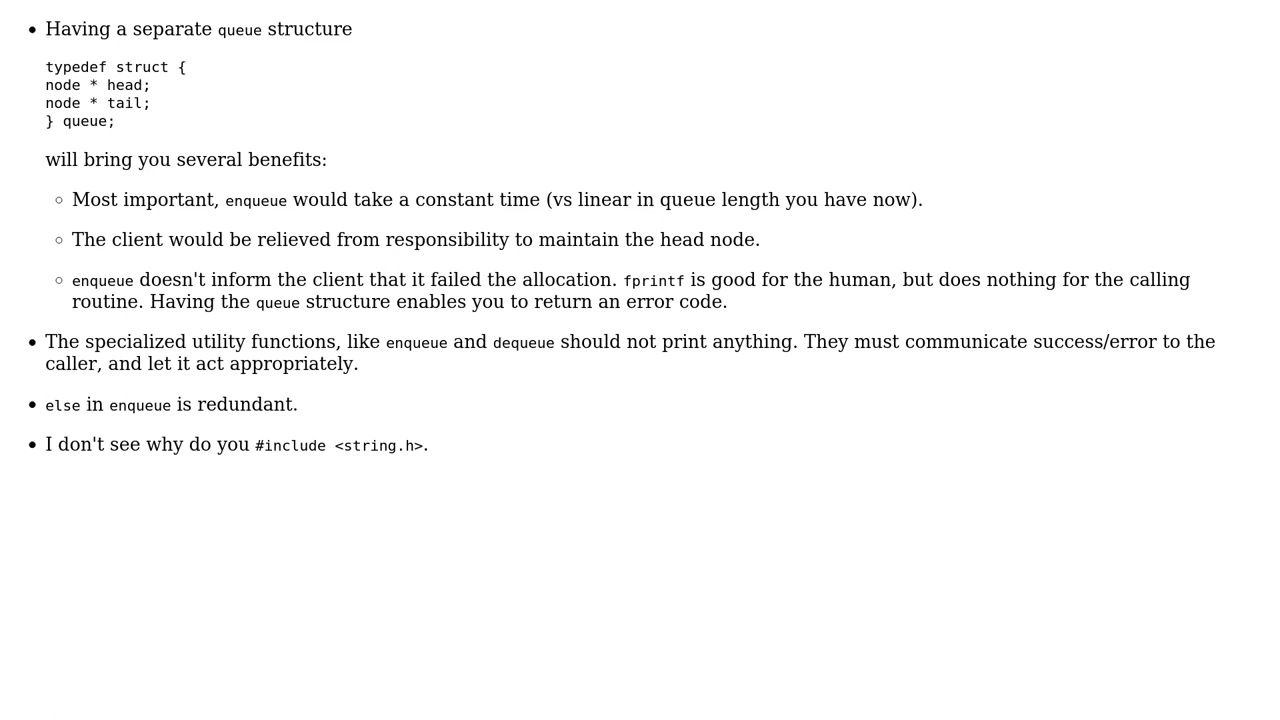 • Having a separate queue structure
typedef struct {
node * head;
node * tail;
} queue;
will bring you several benefits:
◦ Most important, enqueue would take a constant time (vs linear in queue length you have now).
◦ The client would be relieved from responsibility to maintain the head node.
◦ enqueue doesn't inform the client that it failed the allocation. fprintf is good for the human, but does nothing for the calling
routine. Having the queue structure enables you to return an error code.
• The specialized utility functions, like enqueue and dequeue should not print anything. They must communicate success/error to the
caller, and let it act appropriately.
• else in enqueue is redundant.
• I don't see why do you #include <string.h>.